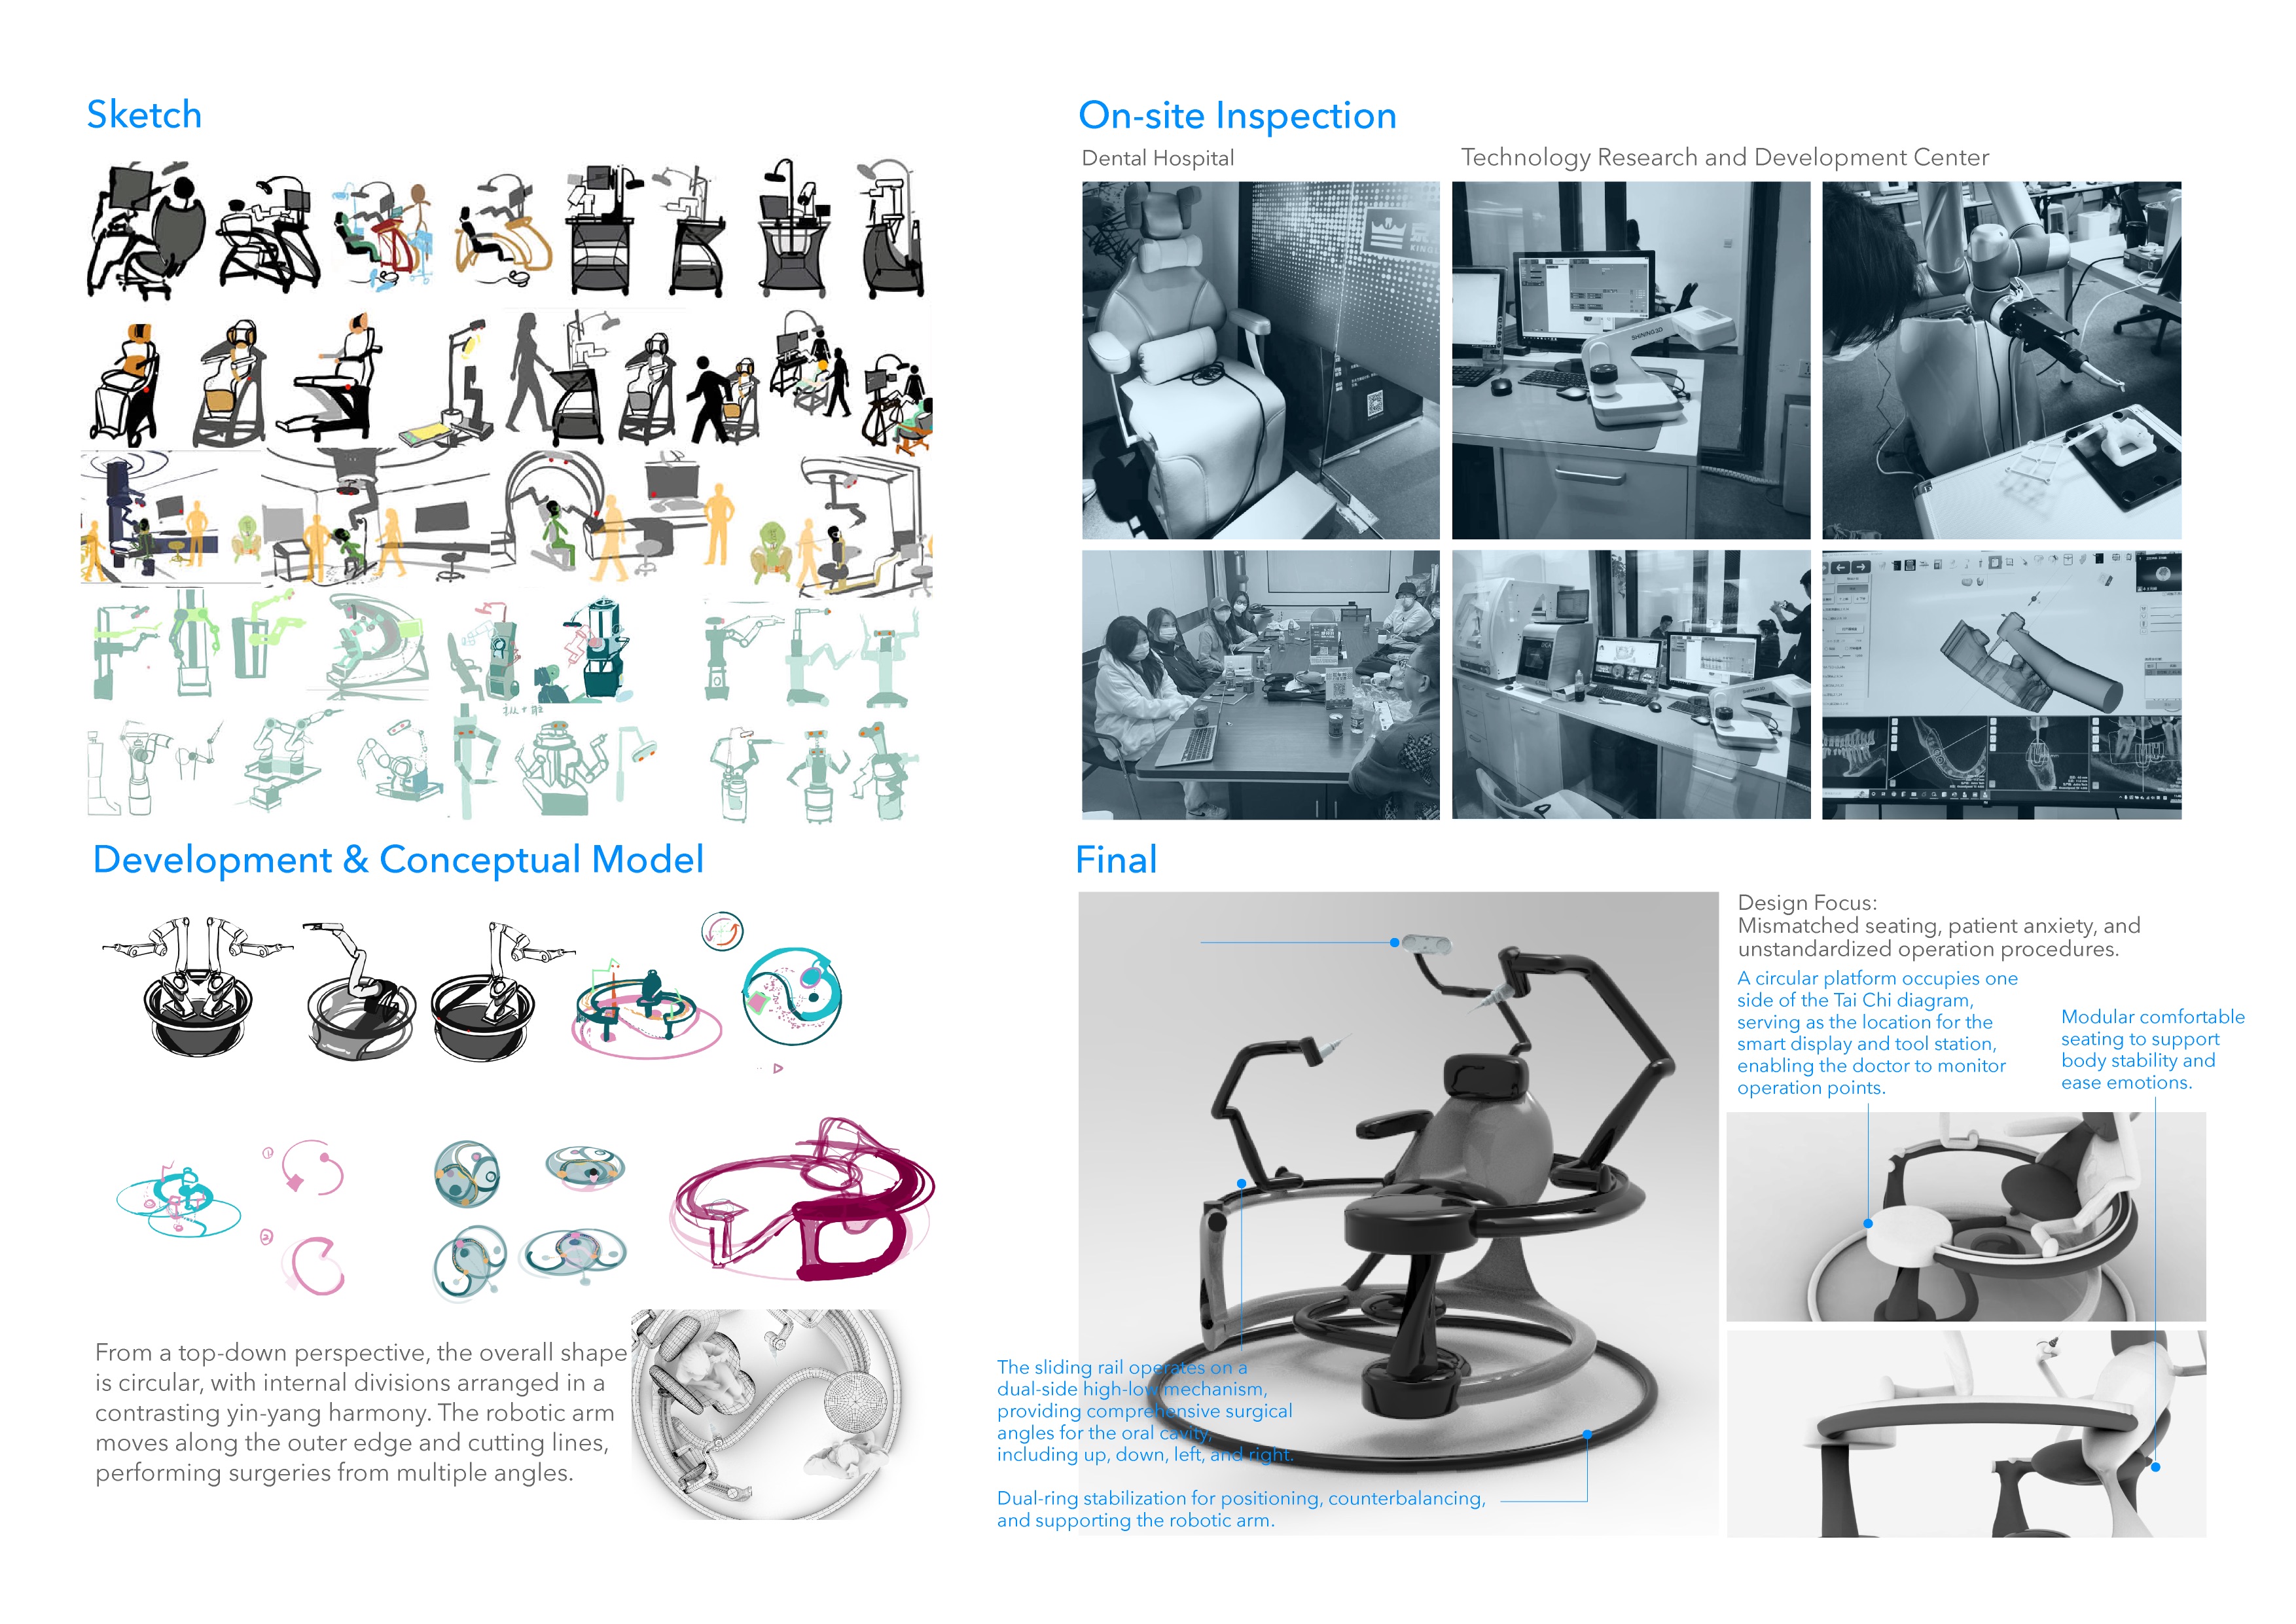 Sketch
On-site Inspection
Dental Hospital
Technology Research and Development Center
SHINING3D
Development & Conceptual Model
From a top-down perspective, the overall shape
is circular, with internal divisions arranged in a
contrasting yin-yang harmony. The robotic arm
moves along the outer edge and cutting lines,
performing surgeries from multiple angles.
Final
Design Focus:
Mismatched seating, patient anxiety, and
unstandardized operation procedures.
A circular platform occupies one
side of the Tai Chi diagram,
serving as the location for the
smart display and tool station,
enabling the doctor to monitor
operation points.
Modular comfortable
seating to support
body stability and
ease emotions.
The sliding rail operates on a
dual-side high-low mechanism,
providing comprehensive surgical
angles for the oral cavity,
including up, down, left, and right.
Dual-ring stabilization for positioning, counterbalancing,
and supporting the robotic arm.